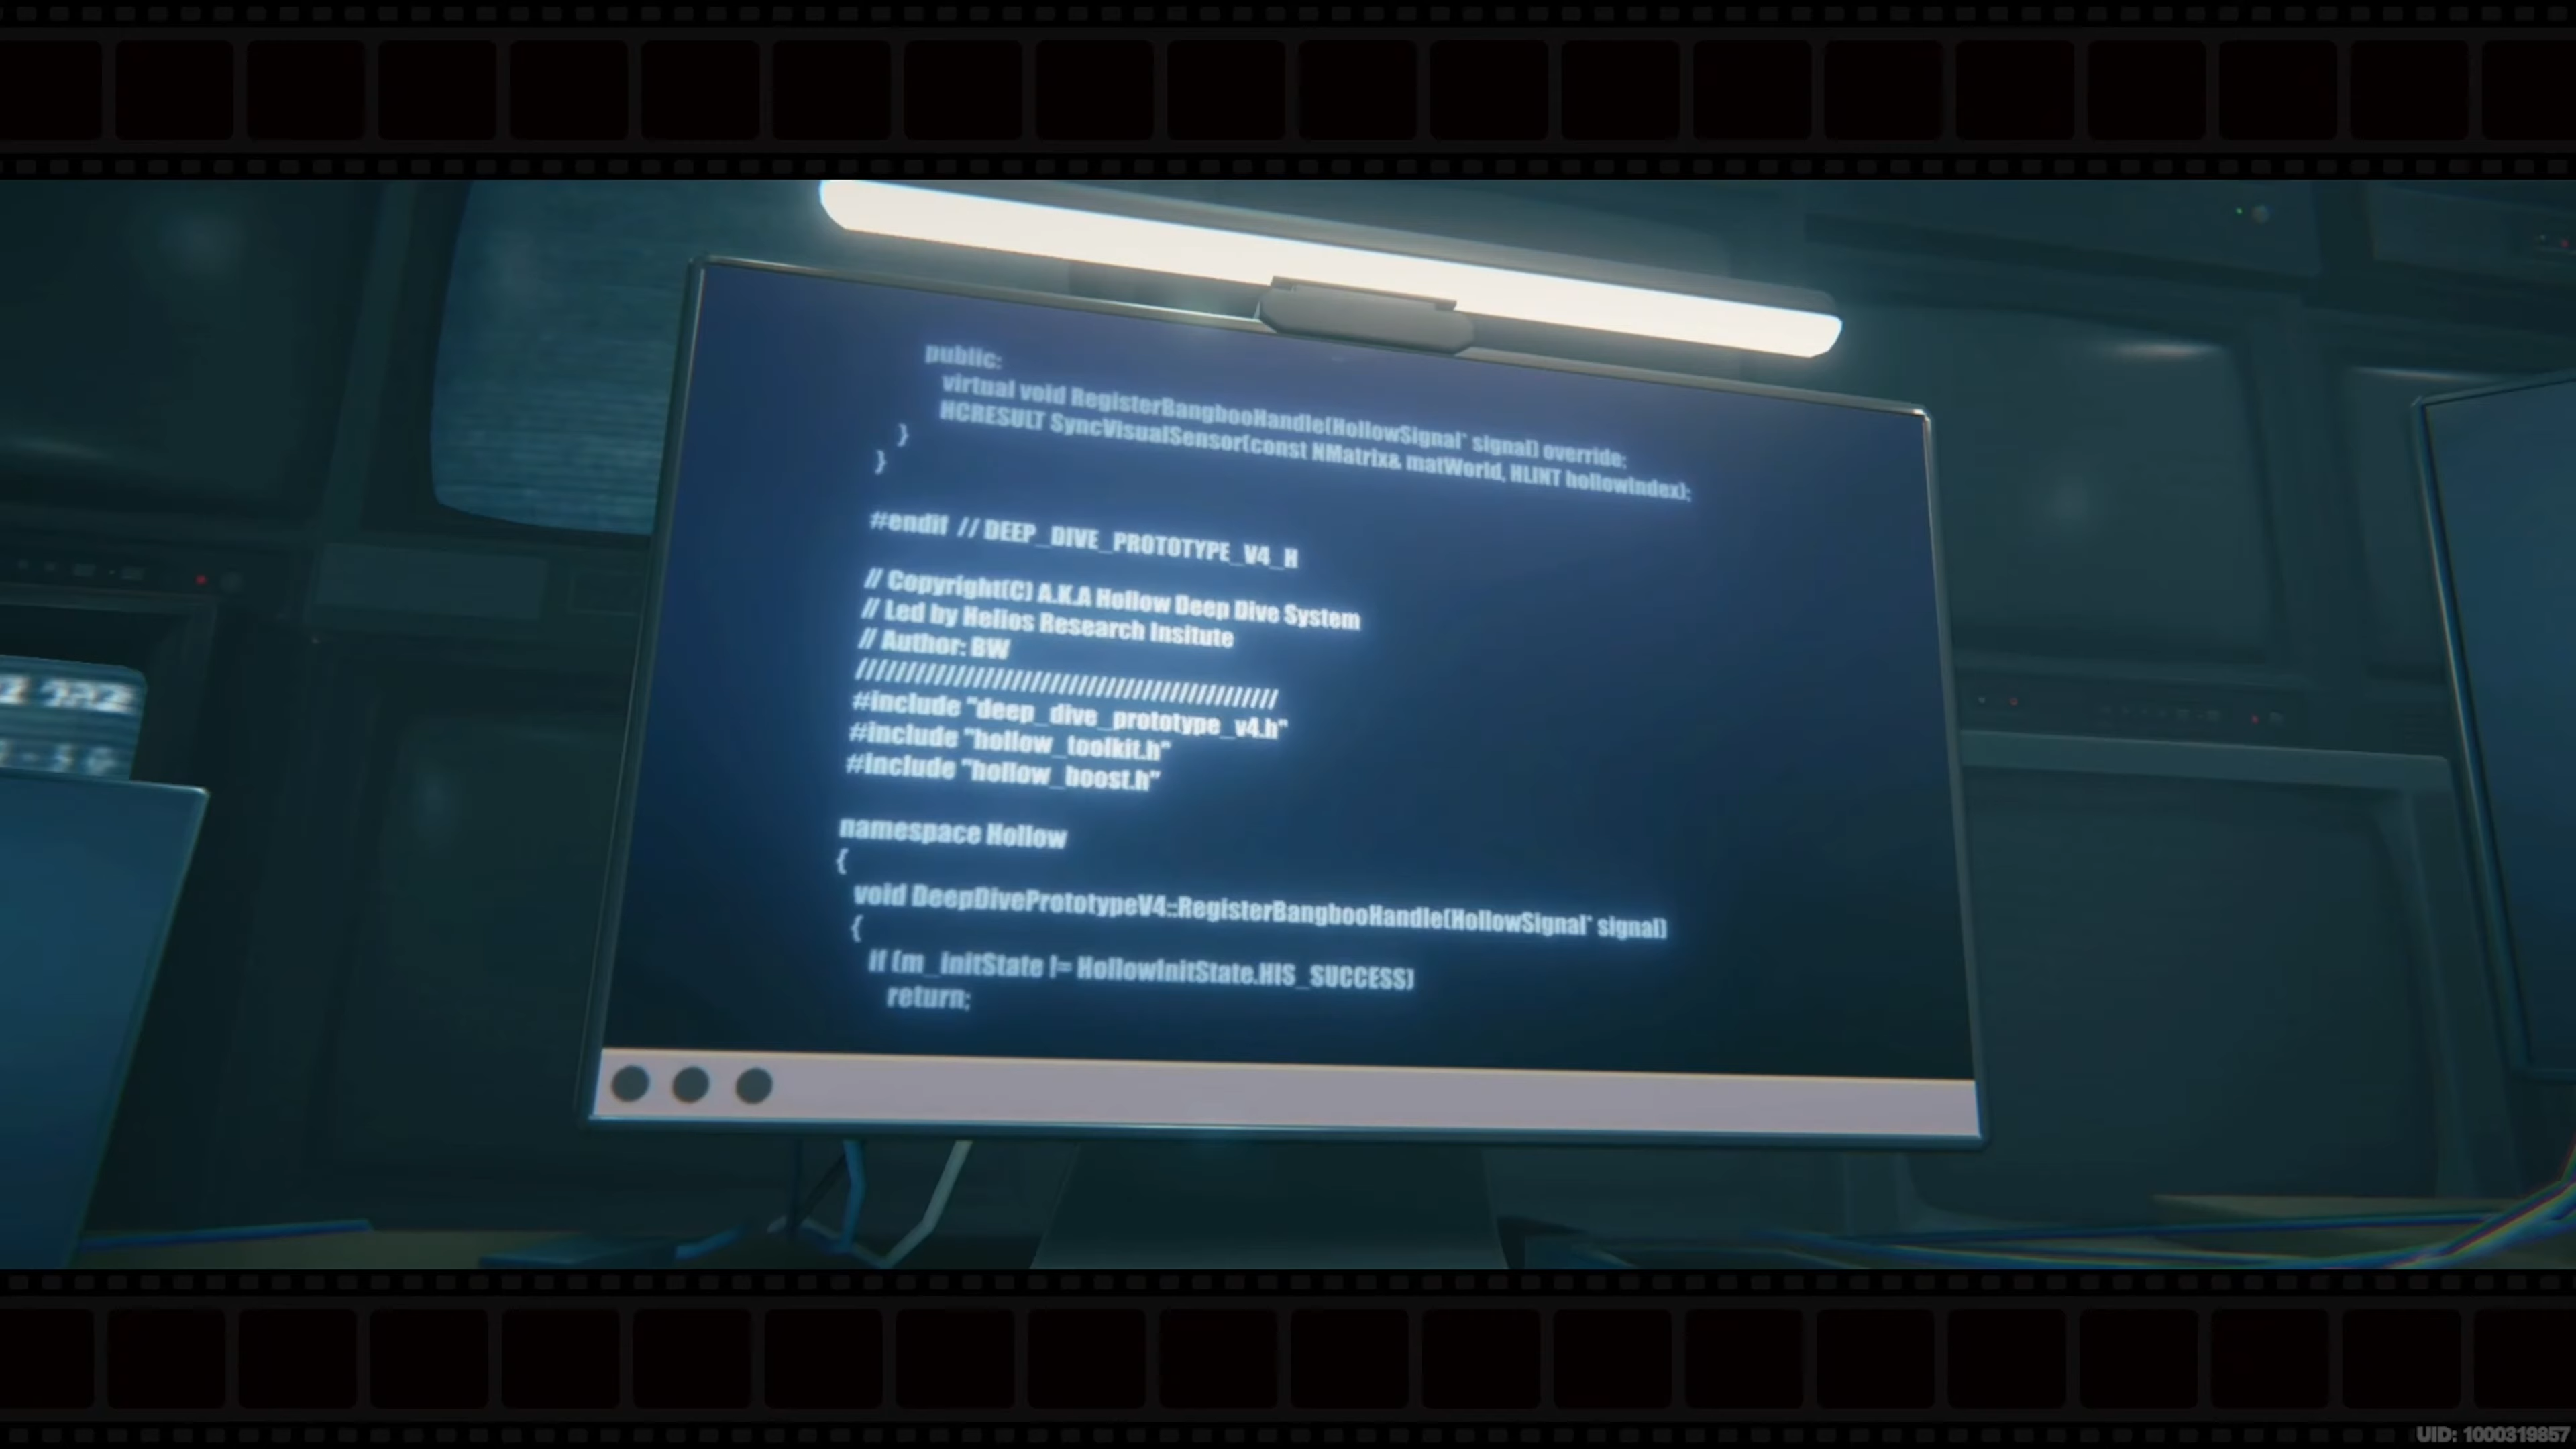 public:
virtual void RegisterBangbooHandle(HollowSignal* signal) override;
HCRESULT SyncVisualSensor(const NMatrix& matWorld, HLINT hollowIndex);
}
}
#endif // DEEP_DIVE_PROTOTYPE_V4_H
// Copyright(C) A.K.A Hollow Deep Dive System
// Led by Helios Research Insitute
// Author: BW
////////////////////////////////////////////////
#include "deep_dive_prototype_v4.h"
#include "hollow_toolkit.h"
#include "hollow_boost.h"
namespace Hollow
{
void DeepDivePrototypeV4::RegisterBangbooHandle(HollowSignal* signal)
{
if (m_initState != HollowInitState.HIS_SUCCESS)
return;
UID: 1000319857